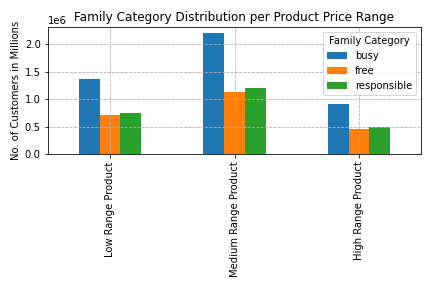 Family Category Distribution per Product Price Range
1e6
No. of Customers in Millions
2.0
1.5
1.0
0.5
0.0
Family Category
busy
free
responsible
Low Range Product
Medium Range Product
High Range Product